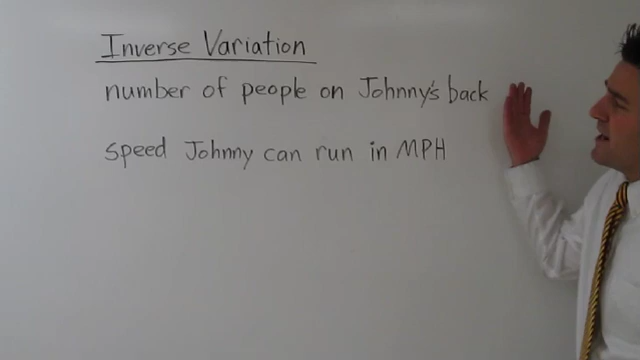 Inverse Variation
number of people on Johnny's back
speed Johnny can run in MPH